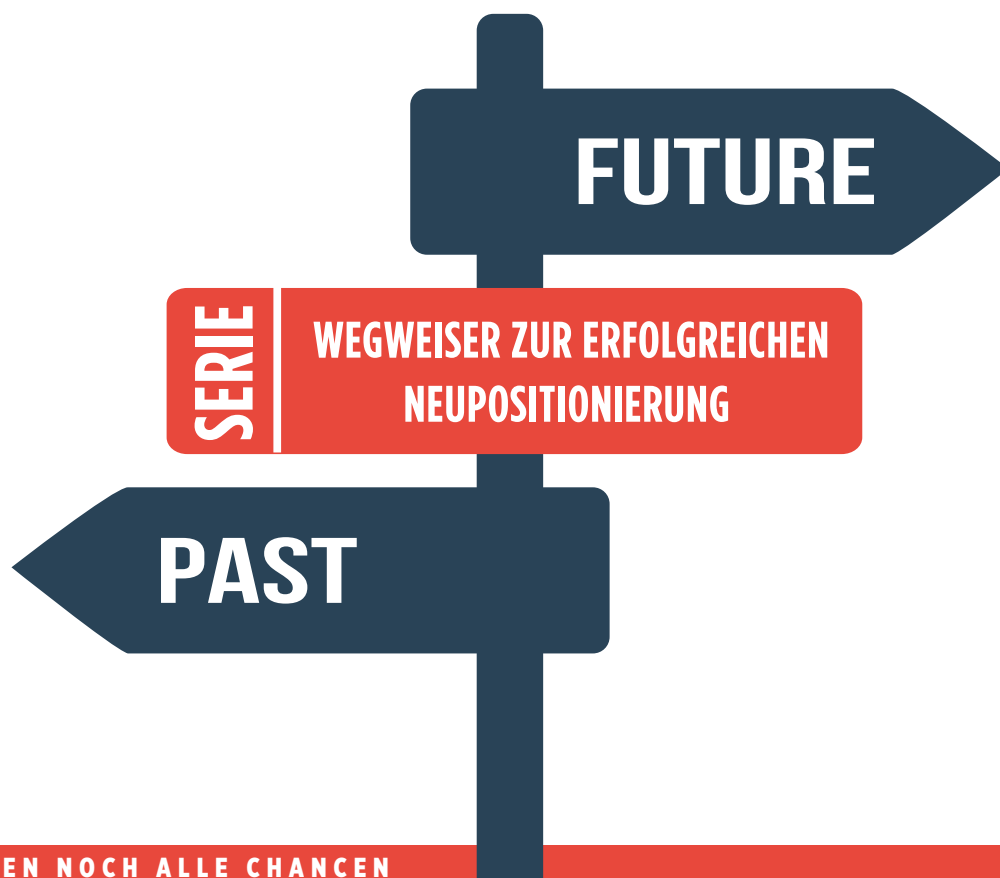 FUTURE
SERIE
WEGWEISER ZUR ERFOLGREICHEN
NEUPOSITIONIERUNG
PAST
EN NOCH ALLE CHANCEN